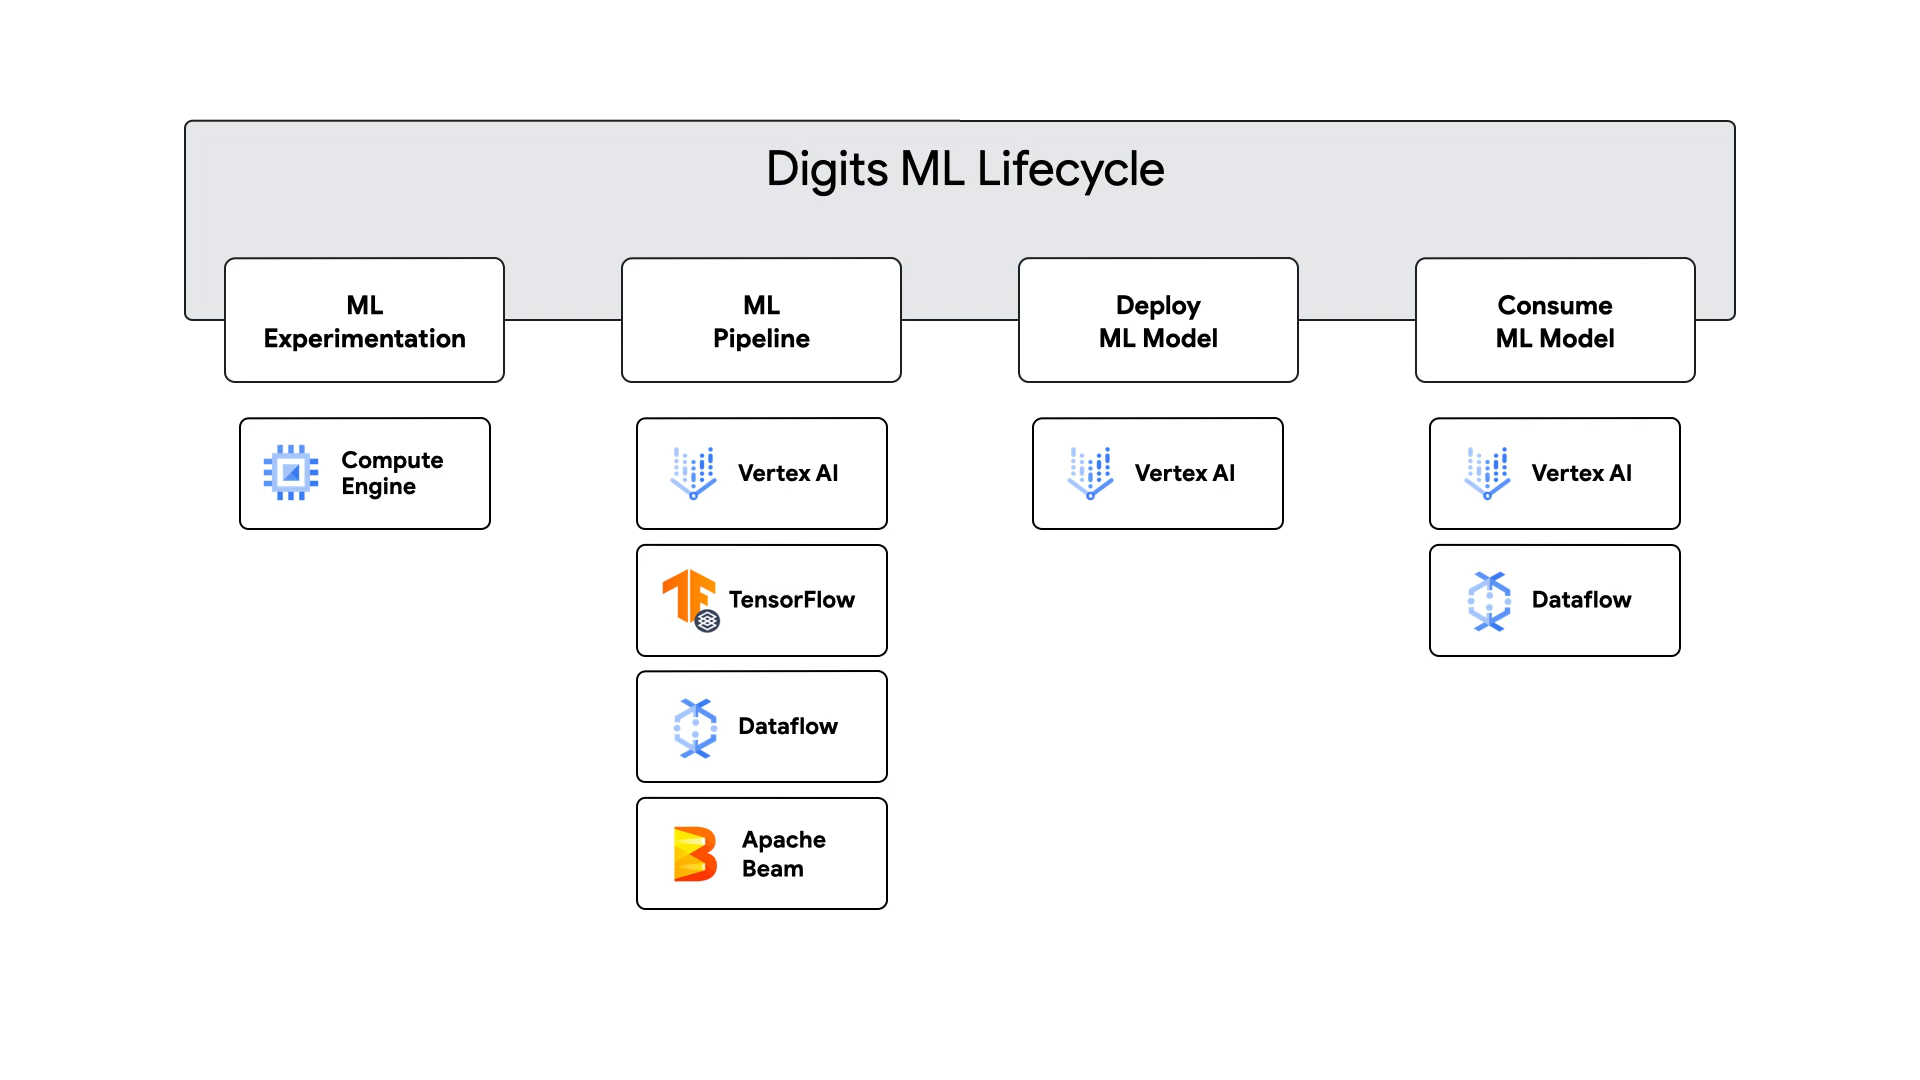 Digits ML Lifecycle
ML
Experimentation
Compute
Engine
ML
Pipeline
Vertex AI
TensorFlow
Dataflow
Apache
Beam
Deploy
ML Model
Vertex AI
Consume
ML Model
Vertex AI
Dataflow